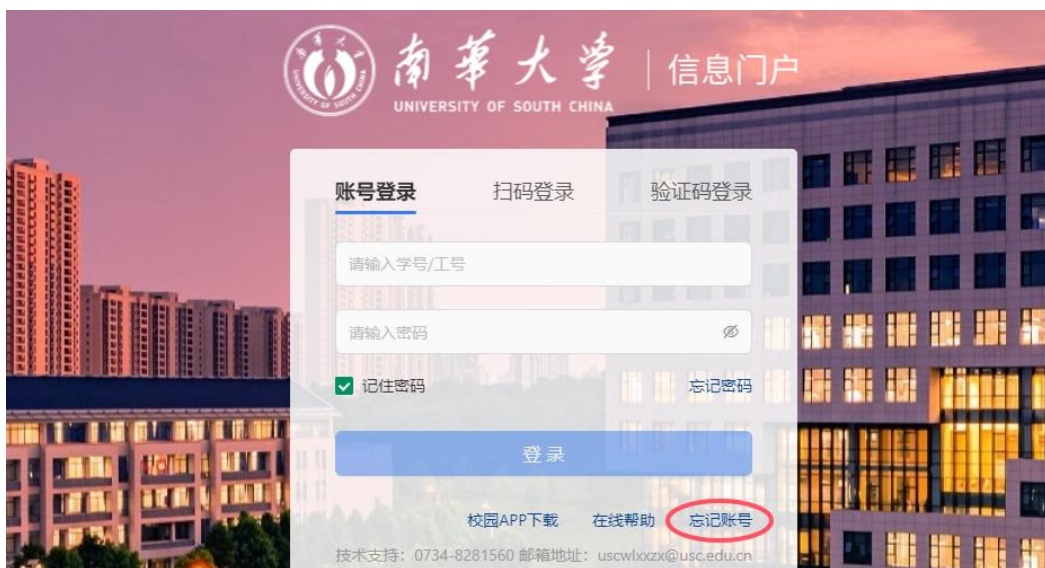 南華大学 信息门户
UNIVERSITY OF SOUTH CHINA
账号登录 扫码登录 验证码登录
请输入学号/工号
请输入密码
记住密码 忘记密码
登录
校园APP下载 在线帮助 忘记账号
技术支持：0734-8281560 邮箱地址：uscwlxxzx@usc.edu.cn